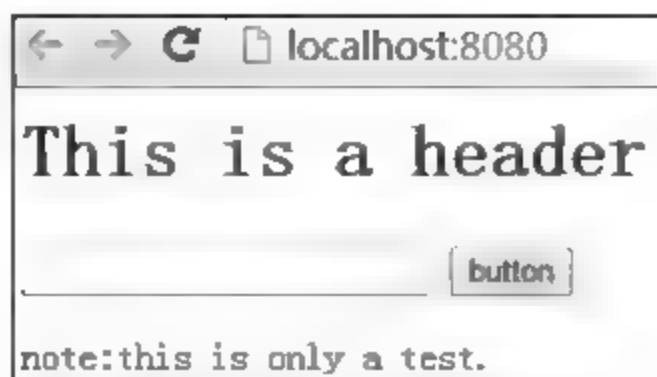 localhost:8080
This is a header
button
note:this is only a test.